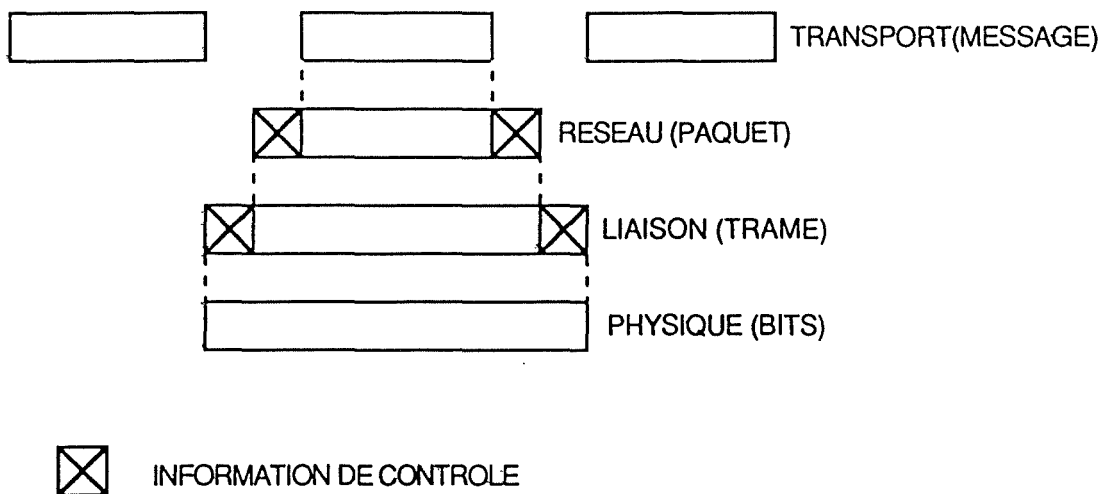 TRANSPORT(MESSAGE)
RESEAU (PAQUET)
LIAISON (TRAME)
PHYSIQUE (BITS)
INFORMATION DE CONTROLE